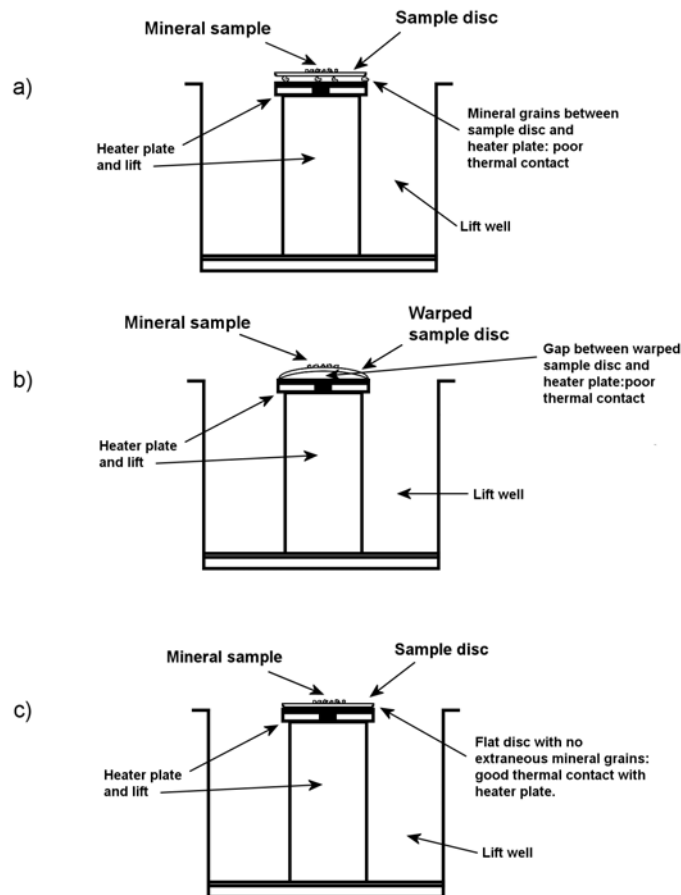 a)
Mineral sample
Sample disc
Heater plate
and lift
Mineral grains between
sample disc and
heater plate: poor
thermal contact
Lift well
b)
Mineral sample
Warped
sample disc
Gap between warped
sample disc and
heater plate:poor
thermal contact
Heater plate
and lift
Lift well
c)
Mineral sample
Sample disc
Heater plate
and lift
Flat disc with no
extraneous mineral grains:
good thermal contact with
heater plate.
Lift well